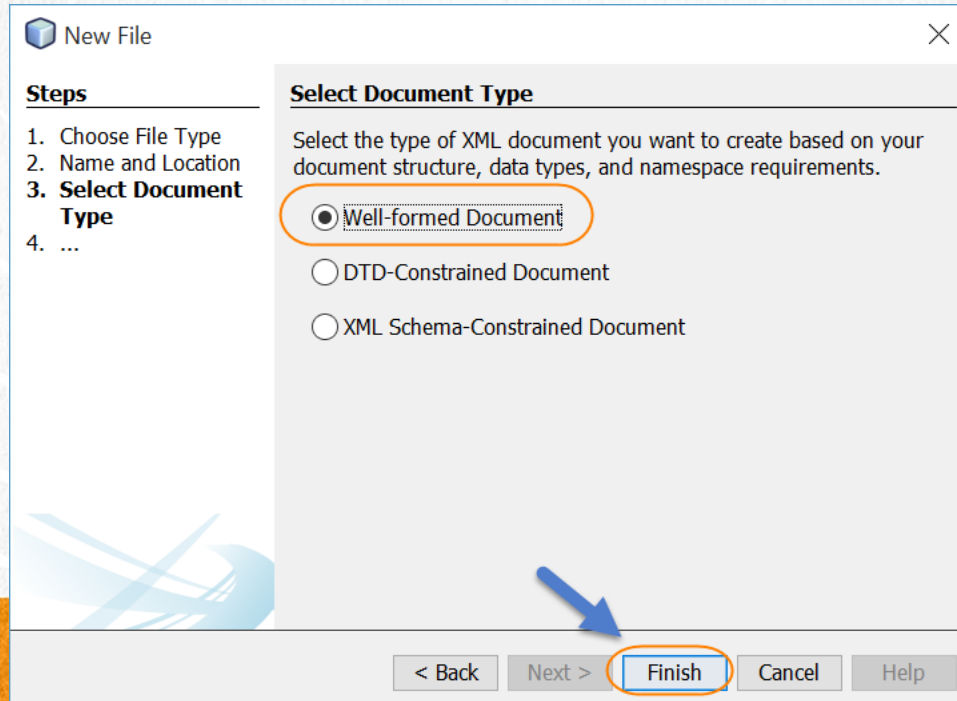 New File
Steps
1. Choose File Type
2. Name and Location
3. Select Document
Type
4. ...
Select Document Type
Select the type of XML document you want to create based on your
document structure, data types, and namespace requirements.
Well-formed Document
DTD-Constrained Document
XML Schema-Constrained Document
< Back Next > Finish Cancel Help